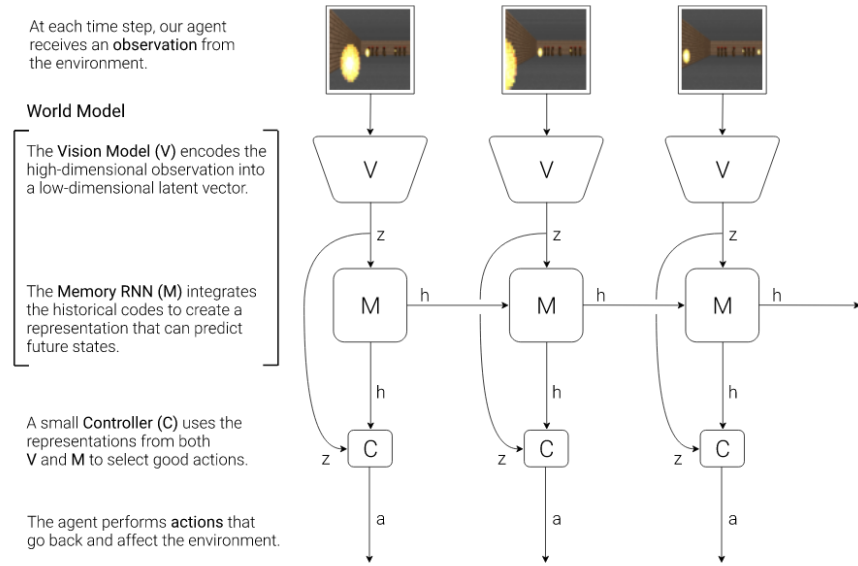 At each time step, our agent
receives an observation from
the environment.
World Model
The Vision Model (V) encodes the
high-dimensional observation into
a low-dimensional latent vector.
The Memory RNN (M) integrates
the historical codes to create a
representation that can predict
future states.
A small Controller (C) uses the
representations from both
V and M to select good actions.
The agent performs actions that
go back and affect the environment.
V V V
z z z
M h M h M h
h h h
z C z C z C
a a a